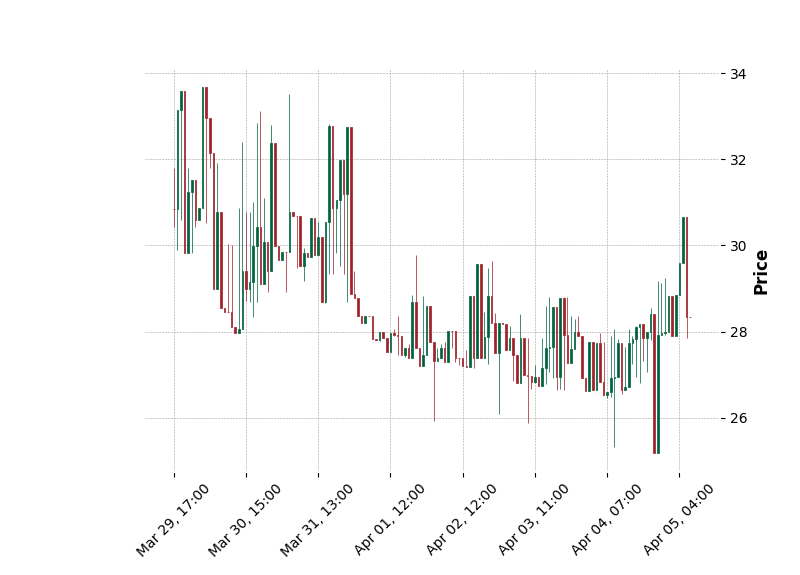 34
32
30
28
26
Price
Mar 29, 17:00
Mar 30, 15:00
Mar 31, 13:00
Apr 01, 12:00
Apr 02, 12:00
Apr 03, 11:00
Apr 04, 07:00
Apr 05, 04:00